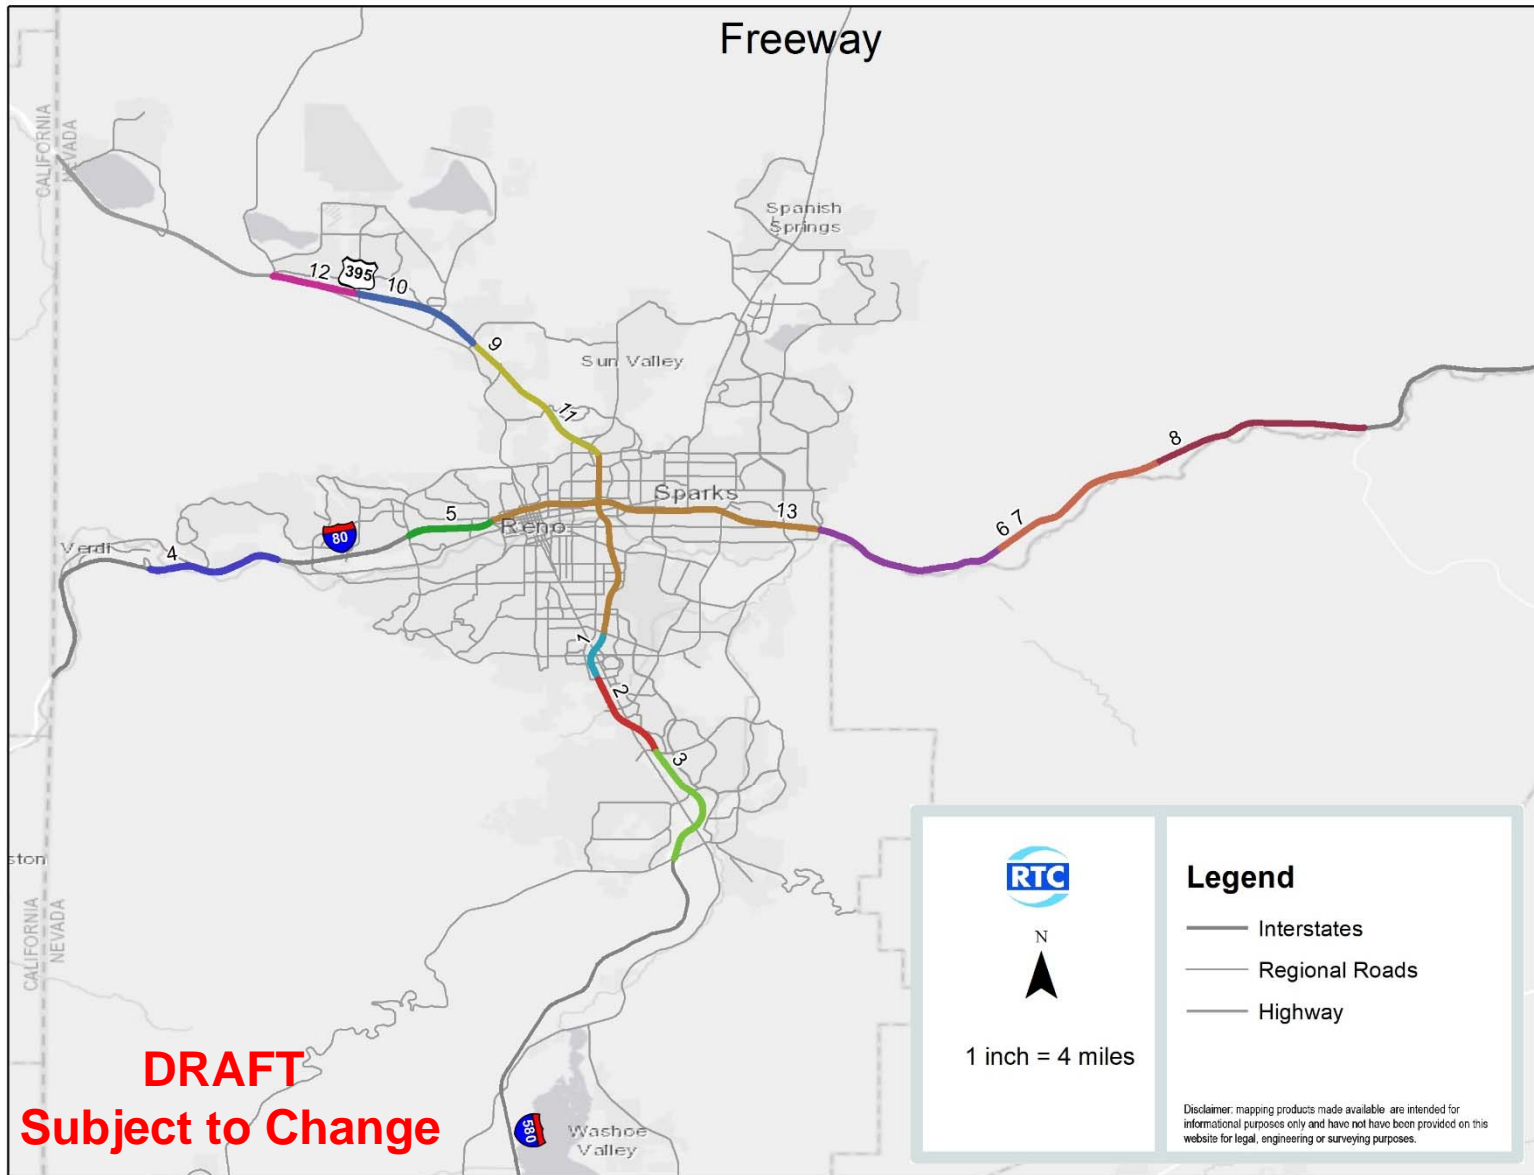 Freeway
CALIFORNIA
NEVADA
Spanish
Springs
12
395
10
9
Sun Valley
11
8
Sparks
13
5
Reno
80
6 7
Verdi
4
1
2
3
ston
CALIFORNIA
NEVADA
RTC
N
1 inch = 4 miles
Legend
Interstates
Regional Roads
Highway
Disclaimer: mapping products made available are intended for
informational purposes only and have not have been provided on this
website for legal, engineering or surveying purposes.
DRAFT
Subject to Change
580
Washoe
Valley